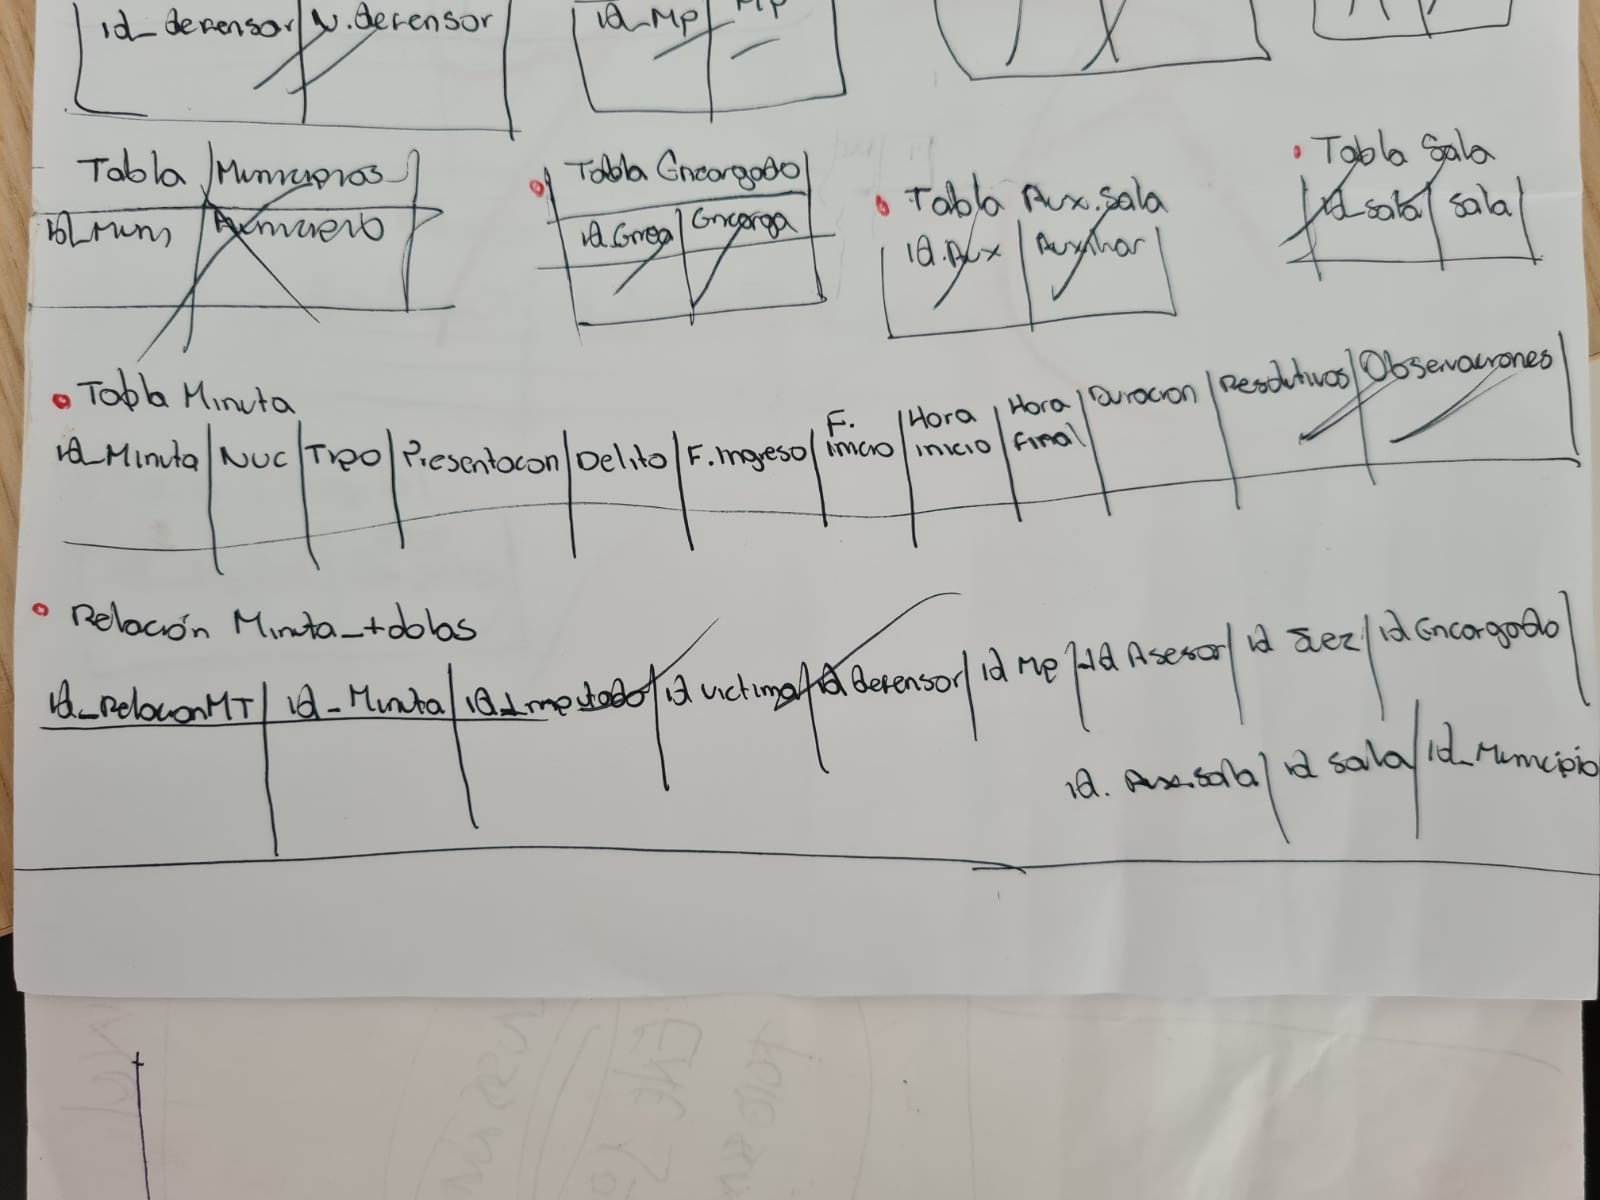 id_defensor N.defensor
id_Mp Mp
Tabla Municipios
id_Muni Municipio
Tabla Encargado
id.Enca Encarga
Tabla Aux.Sala
id.Aux Auxiliar
Tabla Sala
id_sala sala
Tabla Minuta
id_Minuta NUC Tipo Presentacon Delito F.Ingreso F. inicio Hora inicio Hora final Duracion Resolutivos Observaciones
Relación Minuta_tablas
id_RelacionMT id_Minuta id_Imputado id victima id defensor id Mp id Asesor id Juez id Encargado
id. Aux.sala id sala id_Municipio